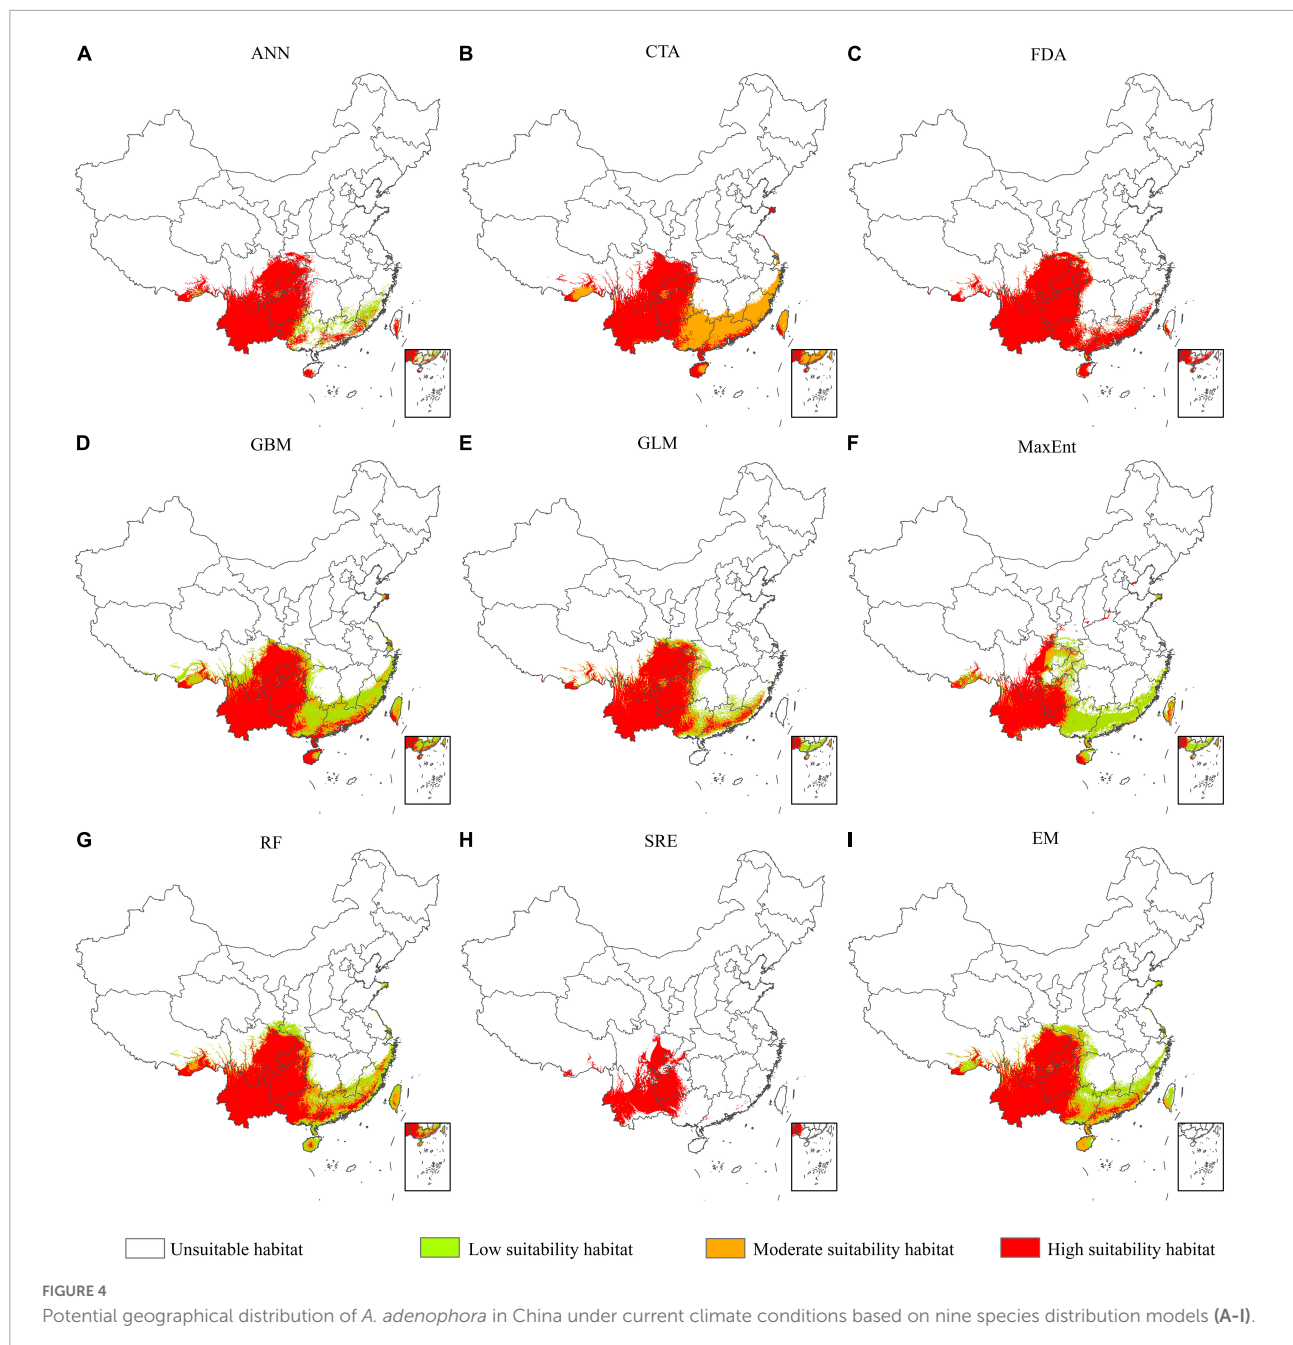 A
ANN
B
CTA
C
FDA
D
GBM
E
GLM
F
MaxEnt
G
RF
H
SRE
I
EM
Unsuitable habitat
Low suitability habitat
Moderate suitability habitat
High suitability habitat
FIGURE 4
Potential geographical distribution of A. adenophora in China under current climate conditions based on nine species distribution models (A-I).